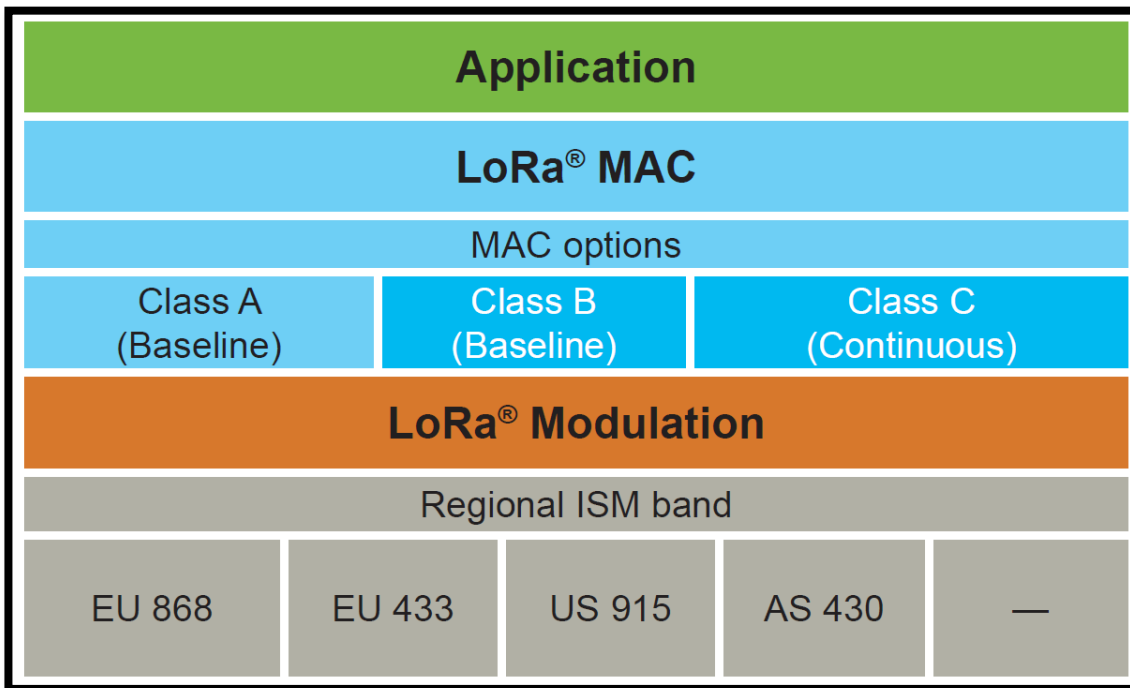 Application
LoRa® MAC
MAC options
Class A
(Baseline)
Class B
(Baseline)
Class C
(Continuous)
LoRa® Modulation
Regional ISM band
EU 868
EU 433
US 915
AS 430
—